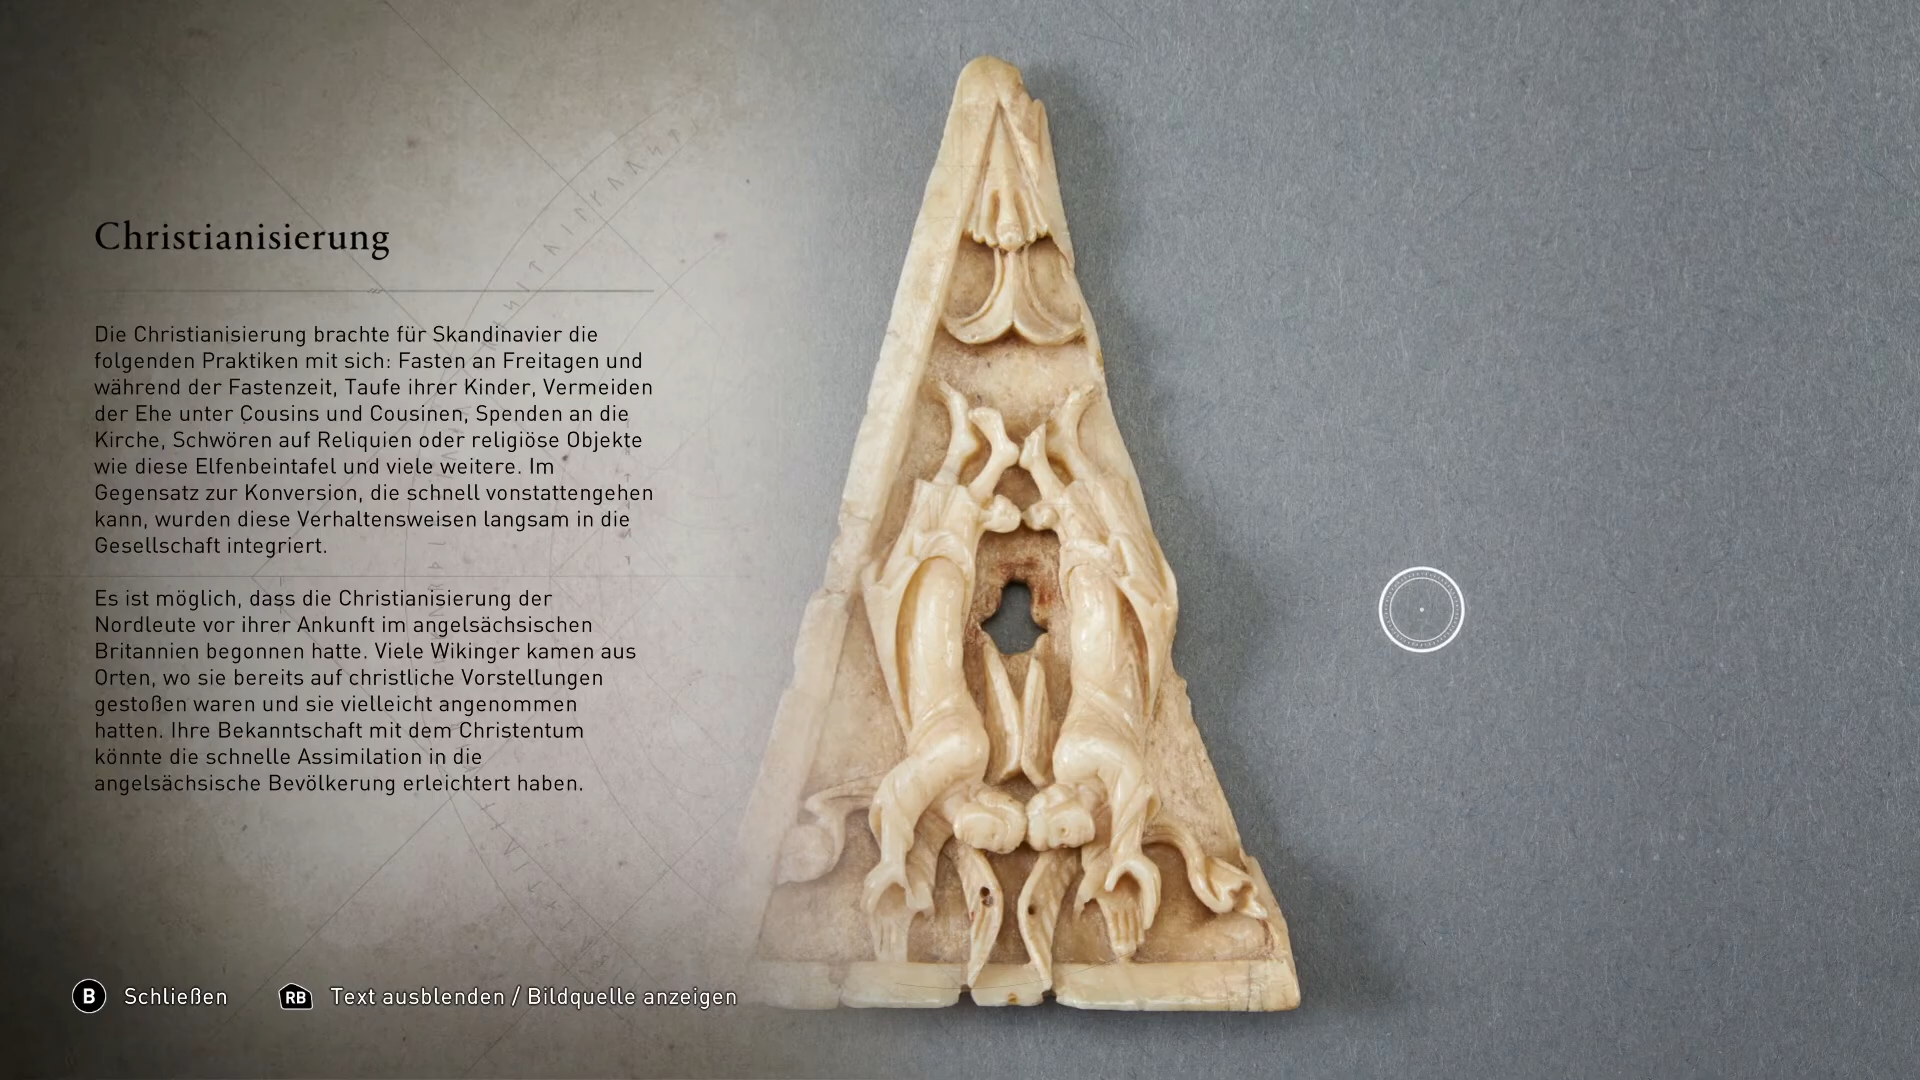 Christianisierung
Die Christianisierung brachte für Skandinavier die
folgenden Praktiken mit sich: Fasten an Freitagen und
während der Fastenzeit, Taufe ihrer Kinder, Vermeiden
der Ehe unter Cousins und Cousinen, Spenden an die
Kirche, Schwören auf Reliquien oder religiöse Objekte
wie diese Elfenbeintafel und viele weitere. Im
Gegensatz zur Konversion, die schnell vonstattengehen
kann, wurden diese Verhaltensweisen langsam in die
Gesellschaft integriert.
Es ist möglich, dass die Christianisierung der
Nordleute vor ihrer Ankunft im angelsächsischen
Britannien begonnen hatte. Viele Wikinger kamen aus
Orten, wo sie bereits auf christliche Vorstellungen
gestoßen waren und sie vielleicht angenommen
hatten. Ihre Bekanntschaft mit dem Christentum
könnte die schnelle Assimilation in die
angelsächsische Bevölkerung erleichtert haben.
B Schließen RB Text ausblenden / Bildquelle anzeigen